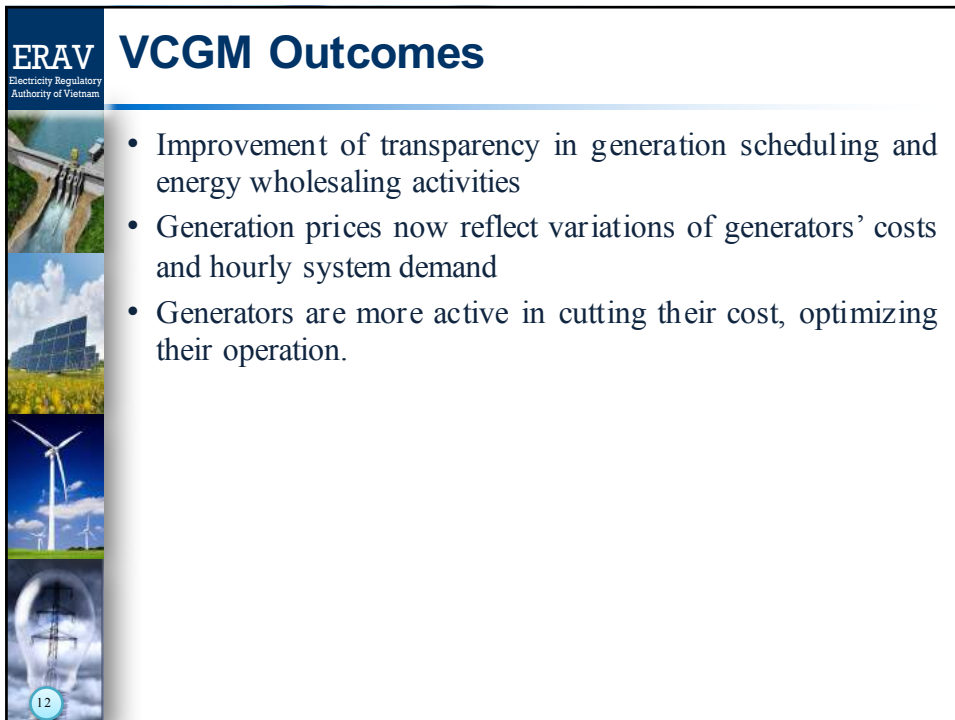 ERAV
Electricity Regulatory
Authority of Vietnam
VCGM Outcomes
• Improvement of transparency in generation scheduling and
energy wholesaling activities
• Generation prices now reflect variations of generators’ costs
and hourly system demand
• Generators are more active in cutting their cost, optimizing
their operation.
12